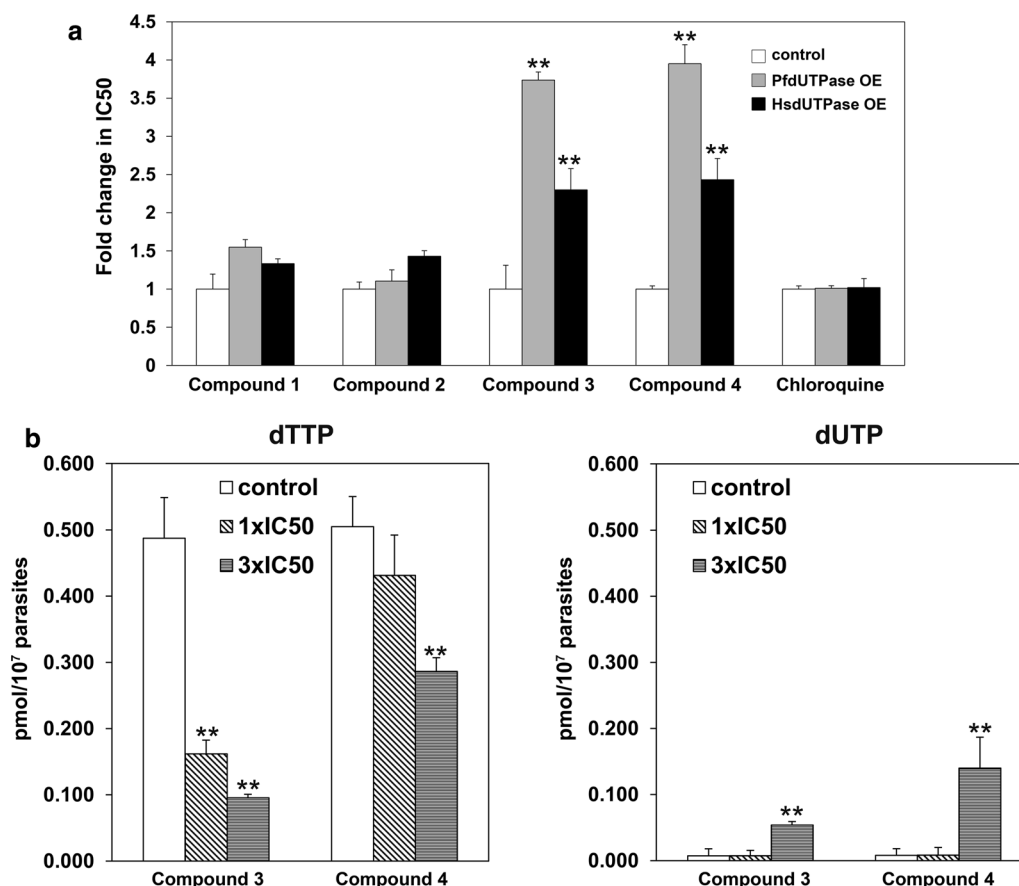 a
Fold change in IC50
4.5
4
3.5
3
2.5
2
1.5
1
0.5
0
**
**
**
**
control
PfdUTPase OE
HsdUTPase OE
Compound 1
Compound 2
Compound 3
Compound 4
Chloroquine
b
dTTP
pmol/10⁷ parasites
0.600
0.500
0.400
0.300
0.200
0.100
0.000
control
1xIC50
3xIC50
**
**
**
Compound 3
Compound 4
dUTP
pmol/10⁷ parasites
0.600
0.500
0.400
0.300
0.200
0.100
0.000
control
1xIC50
3xIC50
**
**
Compound 3
Compound 4